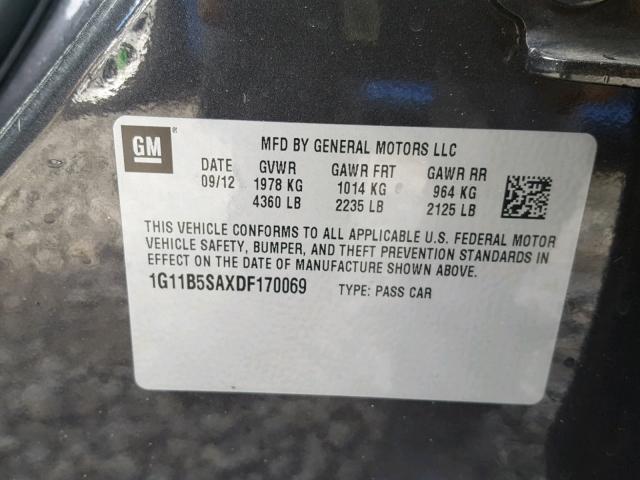 GM
®
MFD BY GENERAL MOTORS LLC
DATE GVWR GAWR FRT GAWR RR
09/12 1978 KG 1014 KG 964 KG
4360 LB 2235 LB 2125 LB
THIS VEHICLE CONFORMS TO ALL APPLICABLE U.S. FEDERAL MOTOR
VEHICLE SAFETY, BUMPER, AND THEFT PREVENTION STANDARDS IN
EFFECT ON THE DATE OF MANUFACTURE SHOWN ABOVE.
1G11B5SAXDF170069 TYPE: PASS CAR